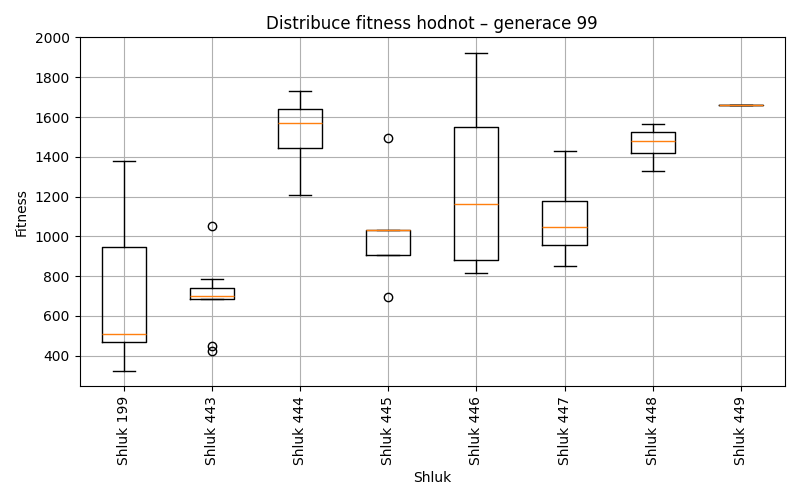 Distribuce fitness hodnot – generace 99
Fitness
2000
1800
1600
1400
1200
1000
800
600
400
Shluk 199
Shluk 443
Shluk 444
Shluk 445
Shluk 446
Shluk 447
Shluk 448
Shluk 449
Shluk